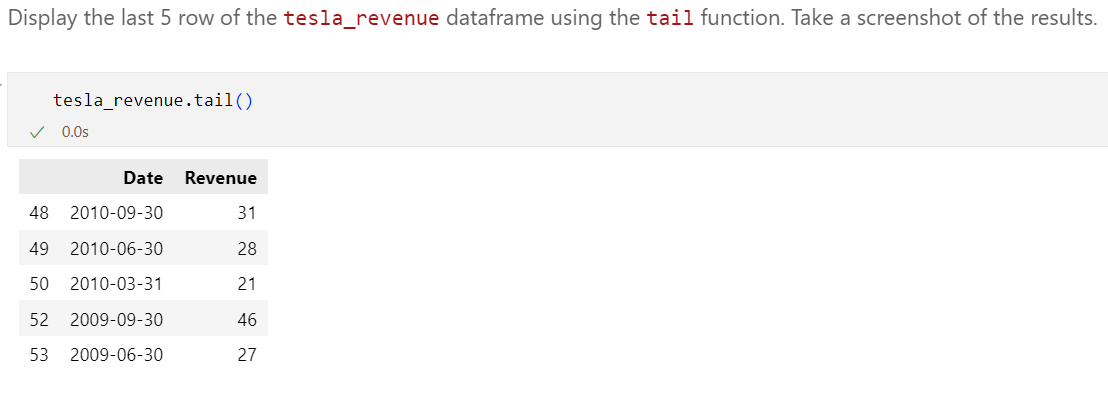 Display the last 5 row of the tesla_revenue dataframe using the tail function. Take a screenshot of the results.
tesla_revenue.tail()
✓ 0.0s
Date Revenue
48 2010-09-30 31
49 2010-06-30 28
50 2010-03-31 21
52 2009-09-30 46
53 2009-06-30 27